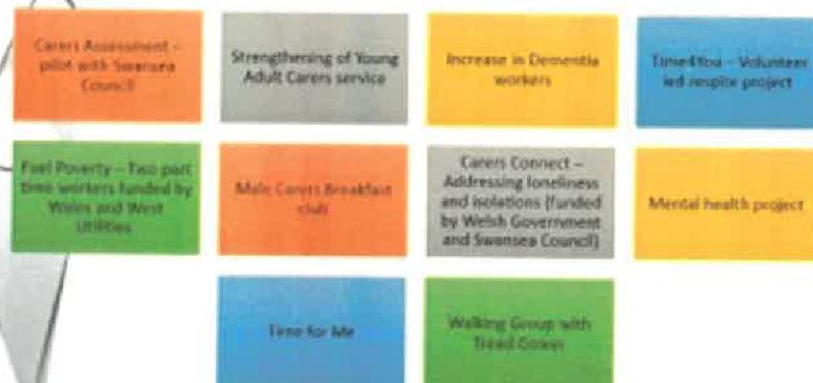 Carers Assessment –
pilot with Swansea
Council
Strengthening of Young
Adult Carers service
Increase in Dementia
workers
Time4You – Volunteer
led respite project
Fuel Poverty – Two part
time workers funded by
Wales and West
Utilities
Male Carers Breakfast
club
Carers Connect –
Addressing loneliness
and isolations (funded
by Welsh Government
and Swansea Council)
Mental health project
Time for Me
Walking Group with
Tread Gower